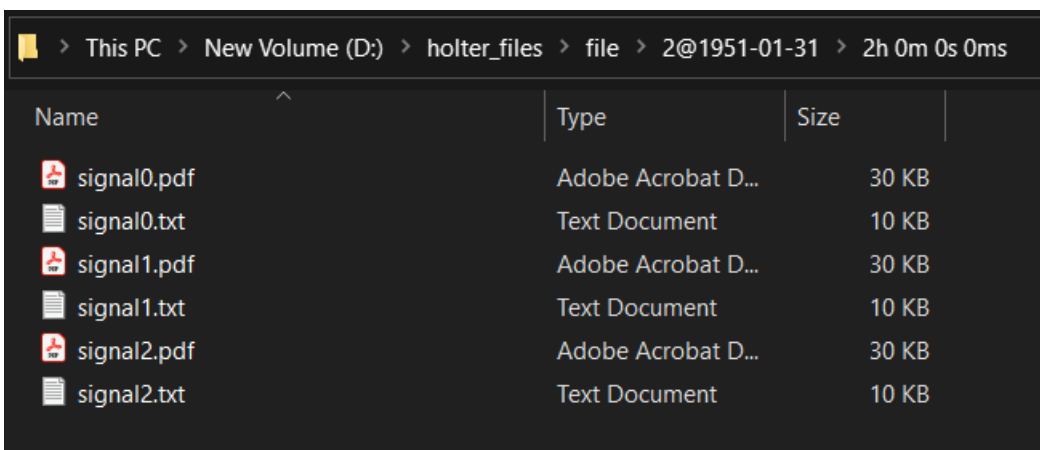 > This PC > New Volume (D:) > holter_files > file > 2@1951-01-31 > 2h 0m 0s 0ms
Name Type Size
signal0.pdf Adobe Acrobat D... 30 KB
signal0.txt Text Document 10 KB
signal1.pdf Adobe Acrobat D... 30 KB
signal1.txt Text Document 10 KB
signal2.pdf Adobe Acrobat D... 30 KB
signal2.txt Text Document 10 KB